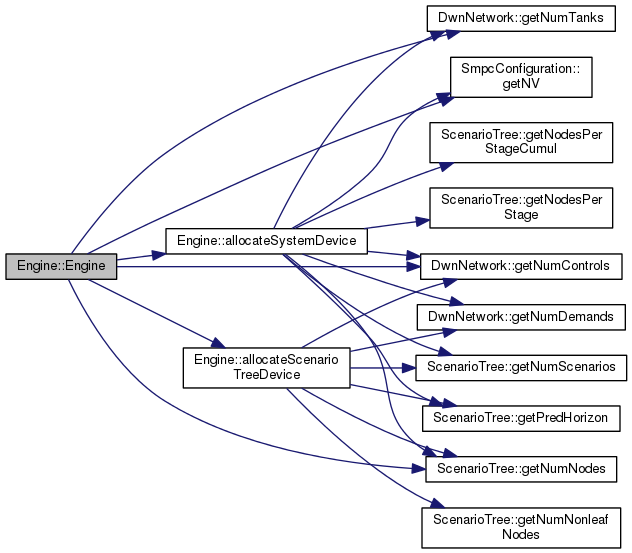 DwnNetwork::getNumTanks
SmpcConfiguration::
getNV
ScenarioTree::getNodesPer
StageCumul
ScenarioTree::getNodesPer
Stage
Engine::allocateSystemDevice
Engine::Engine
DwnNetwork::getNumControls
DwnNetwork::getNumDemands
Engine::allocateScenario
TreeDevice
ScenarioTree::getNumScenarios
ScenarioTree::getPredHorizon
ScenarioTree::getNumNodes
ScenarioTree::getNumNonleaf
Nodes